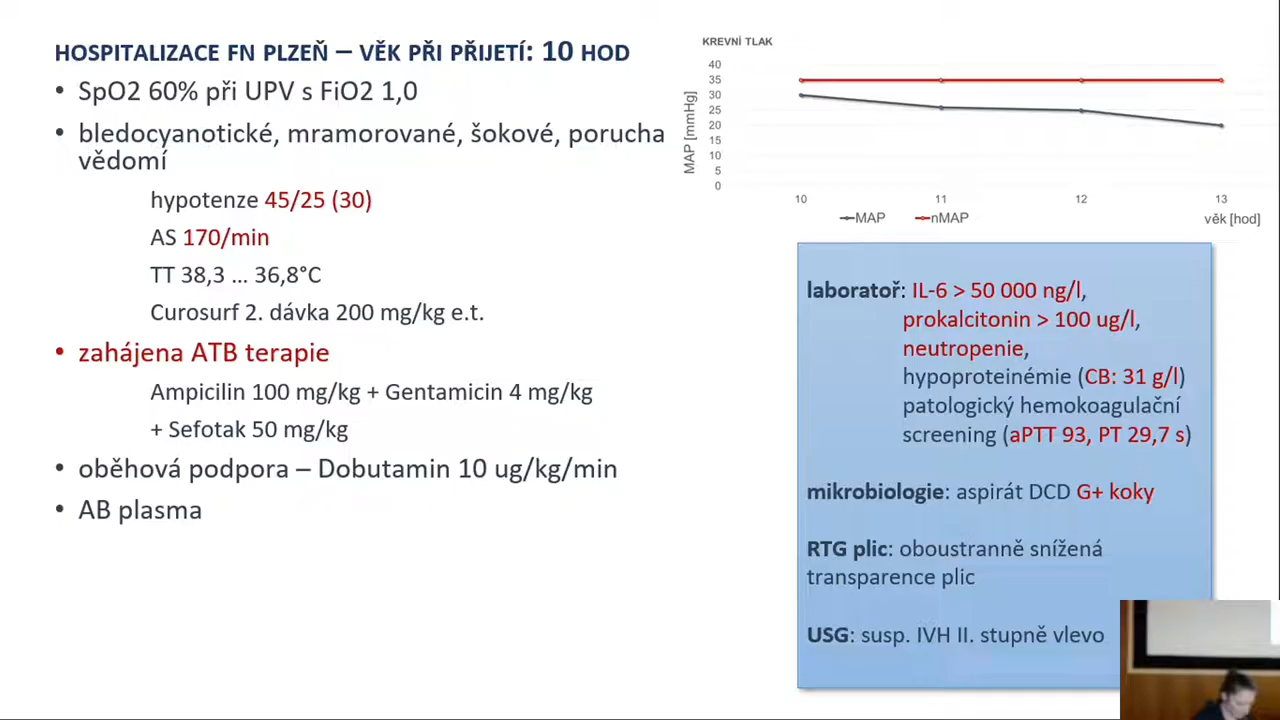 HOSPITALIZACE FN PLZEŇ – VĚK PŘI PŘIJETÍ: 10 HOD
• SpO2 60% při UPV s FiO2 1,0
• bledocyanotické, mramorované, šokové, porucha
vědomí
hypotenze 45/25 (30)
AS 170/min
TT 38,3 ... 36,8°C
Curosurf 2. dávka 200 mg/kg e.t.
• zahájena ATB terapie
Ampicilin 100 mg/kg + Gentamicin 4 mg/kg
+ Sefotak 50 mg/kg
• oběhová podpora – Dobutamin 10 ug/kg/min
• AB plasma
KREVNÍ TLAK
MAP [mmHg]
40
35
30
25
20
15
10
5
0
10 11 12 13
MAP nMAP
věk [hod]
laboratoř: IL-6 > 50 000 ng/l,
prokalcitonin > 100 ug/l,
neutropenie,
hypoproteinémie (CB: 31 g/l)
patologický hemokoagulační
screening (aPTT 93, PT 29,7 s)
mikrobiologie: aspirát DCD G+ koky
RTG plic: oboustranně snížená
transparence plic
USG: susp. IVH II. stupně vlevo